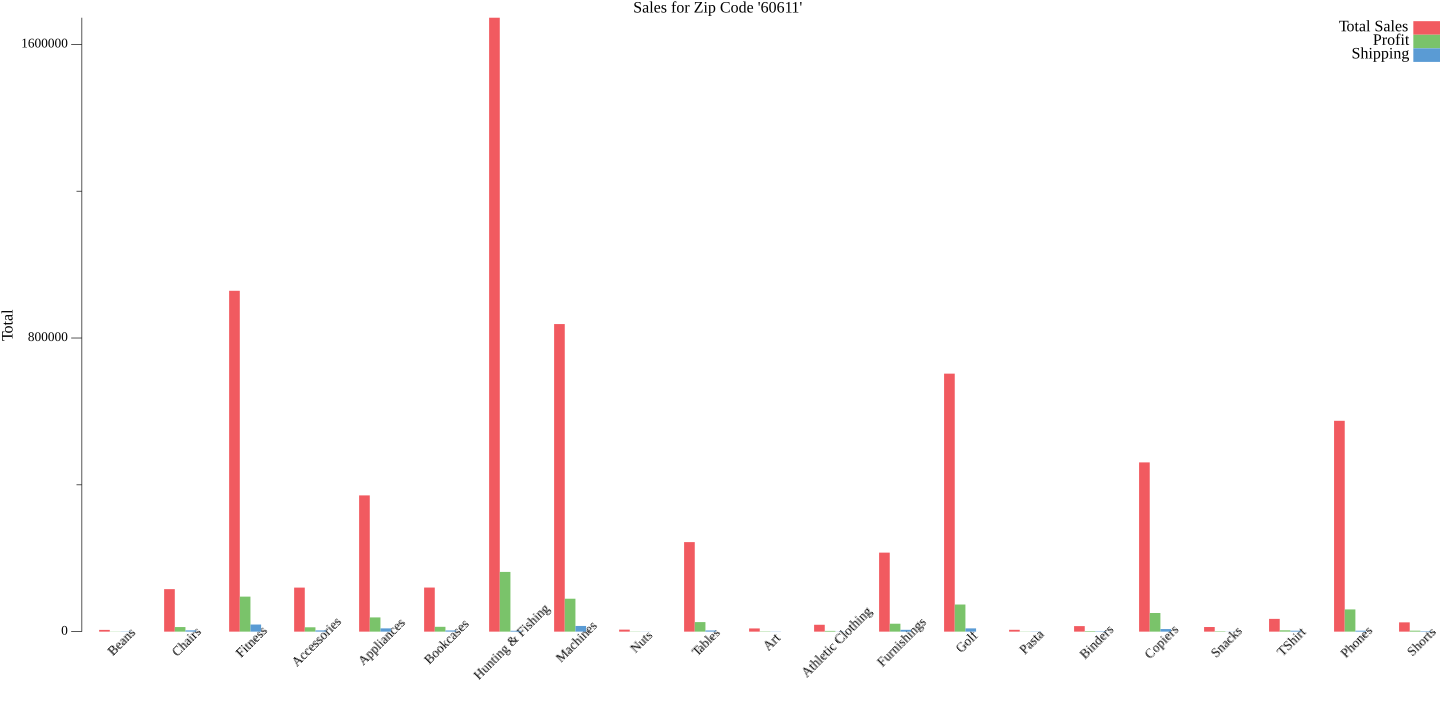 Sales for Zip Code '60611'
Total Sales
Profit
Shipping
1600000
800000
0
Total
Beans
Chairs
Fitness
Accessories
Appliances
Bookcases
Hunting & Fishing
Machines
Nuts
Tables
Art
Athletic Clothing
Furnishings
Golf
Pasta
Binders
Copiers
Snacks
TShirt
Phones
Shorts